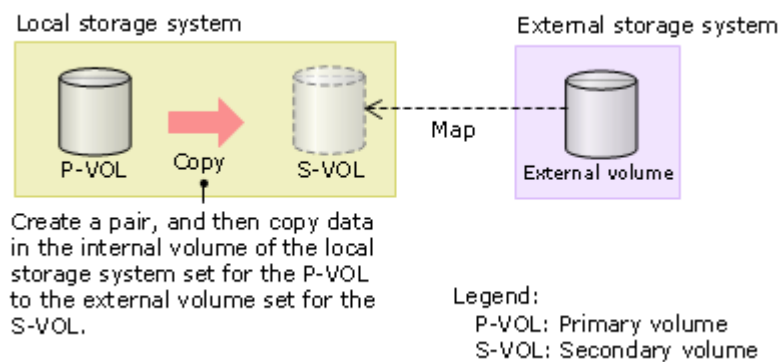 Local storage system
External storage system
P-VOL
Copy
S-VOL
Map
External volume
Create a pair, and then copy data
in the internal volume of the local
storage system set for the P-VOL
to the external volume set for the
S-VOL.
Legend:
P-VOL: Primary volume
S-VOL: Secondary volume